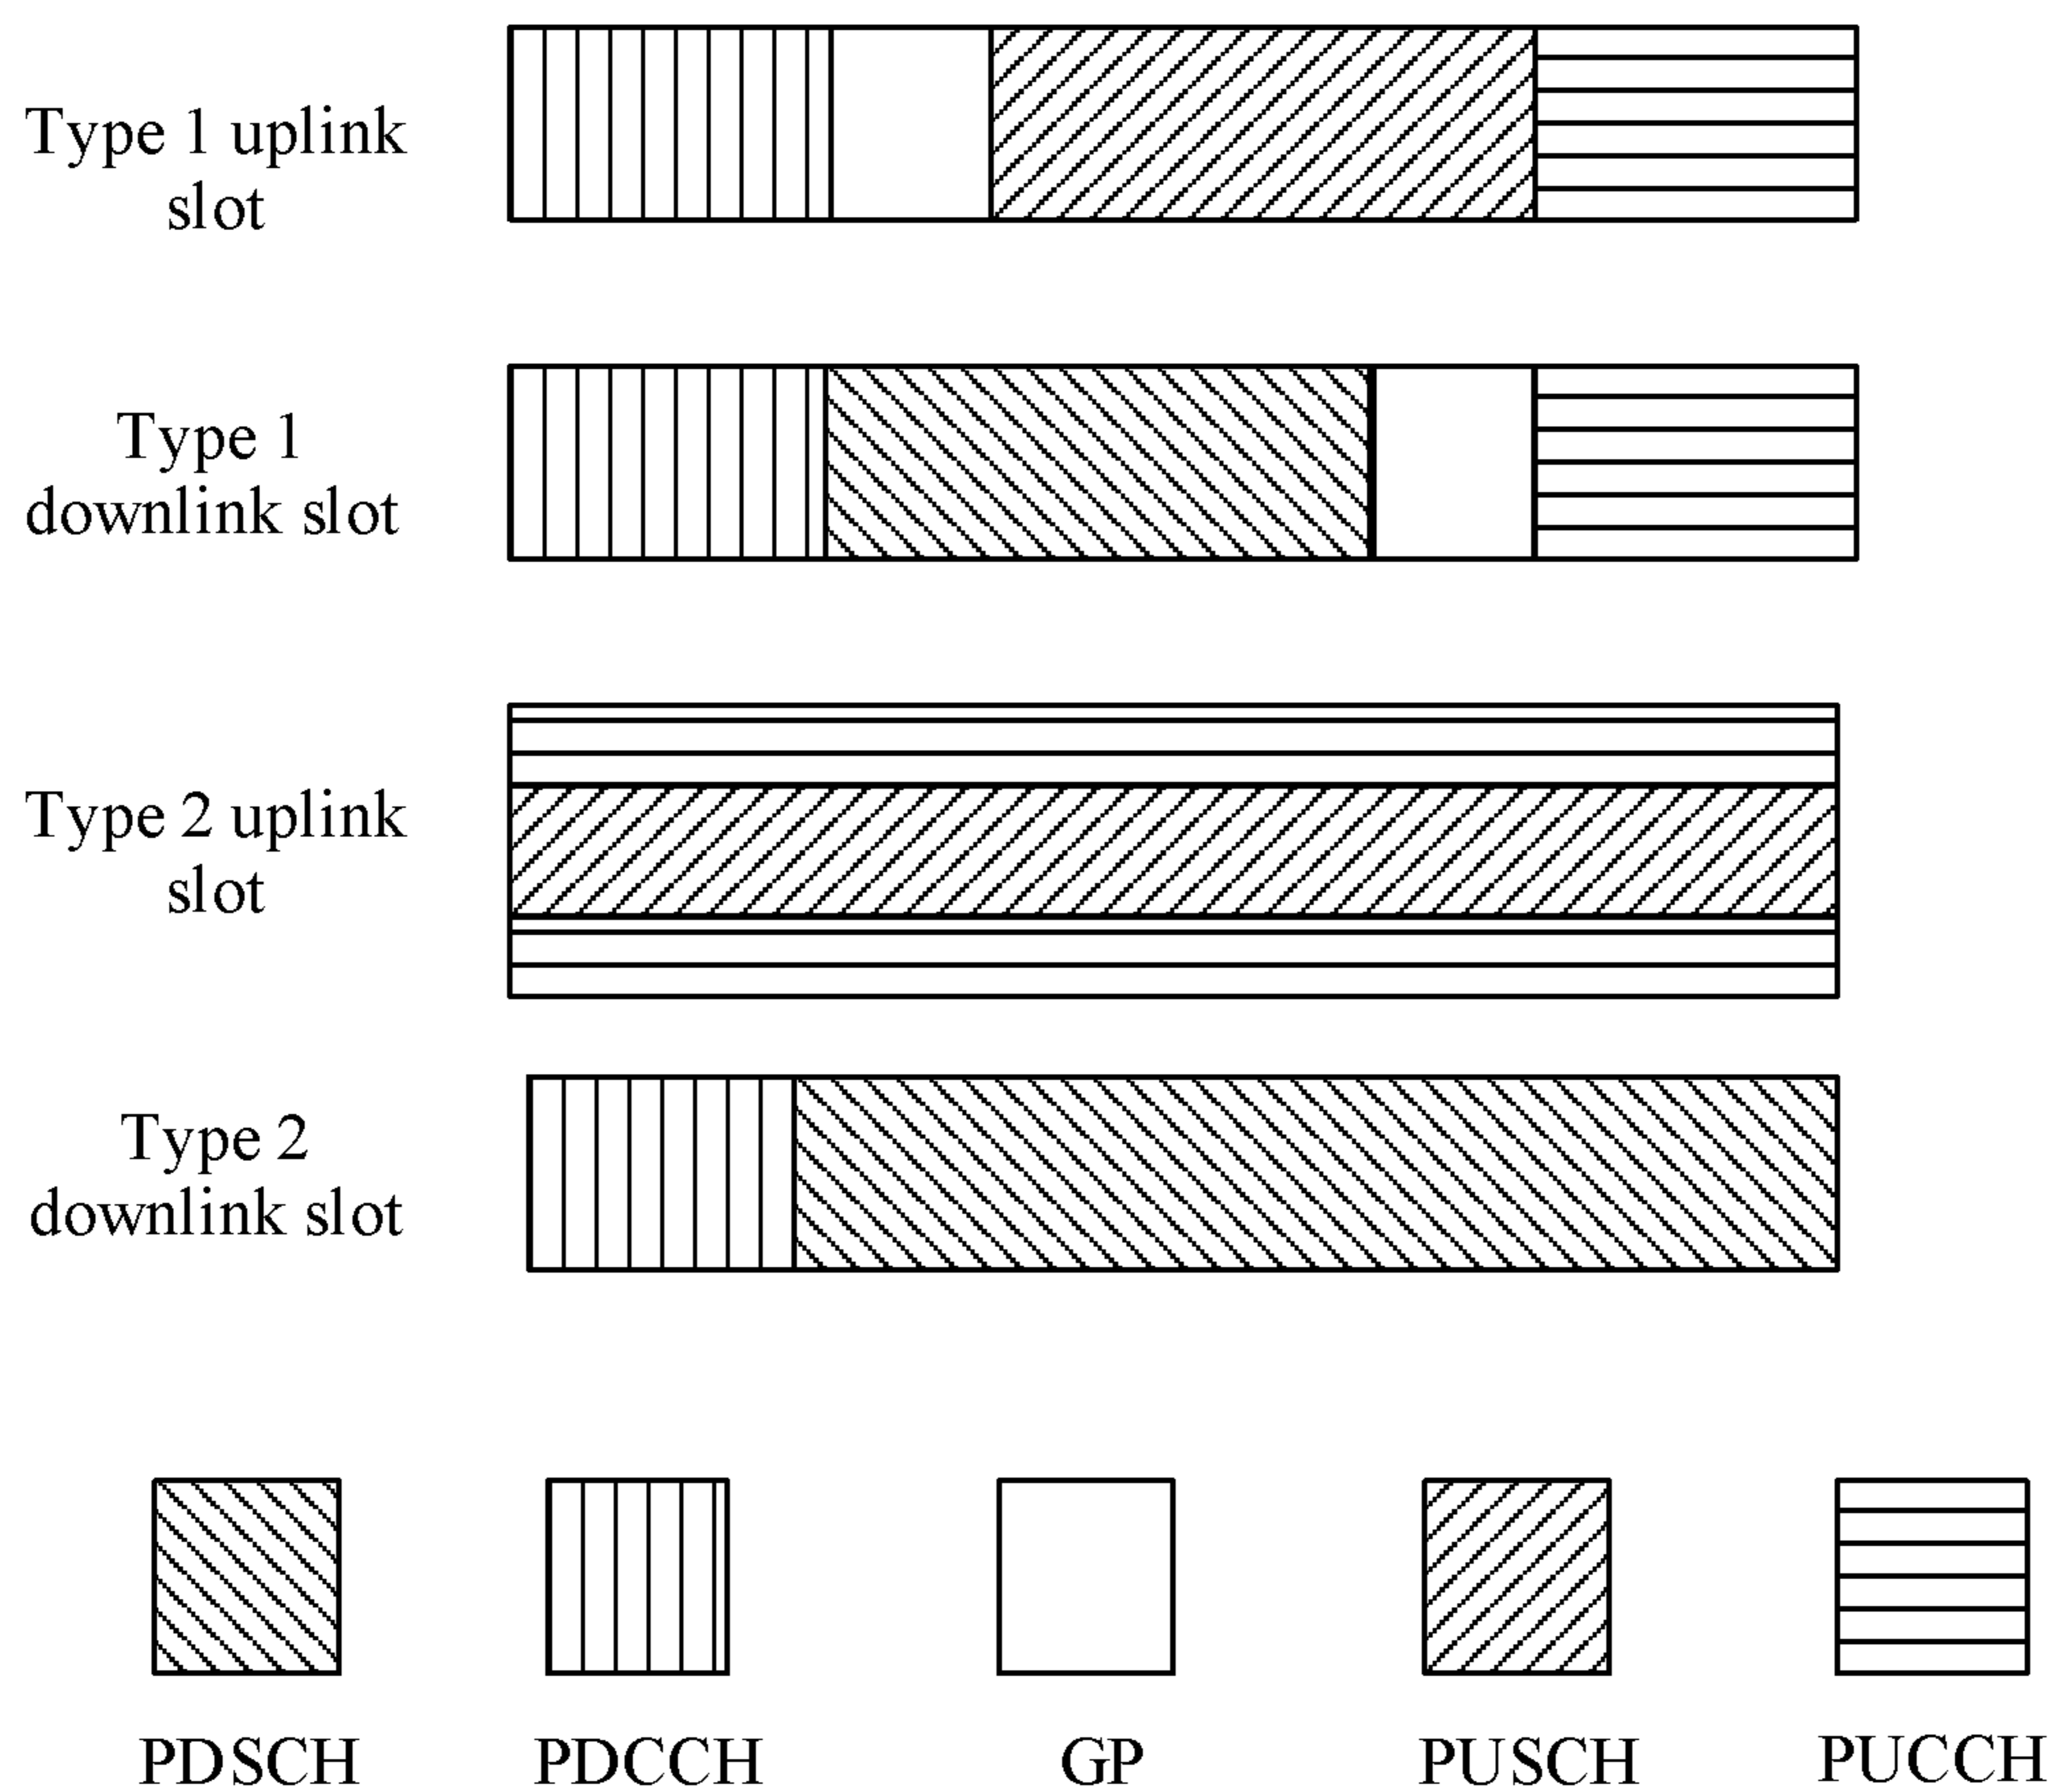 Type 1 uplink
slot
Type 1
downlink slot
Type 2 uplink
slot
Type 2
downlink slot
PDSCH
PDCCH
GP
PUSCH
PUCCH